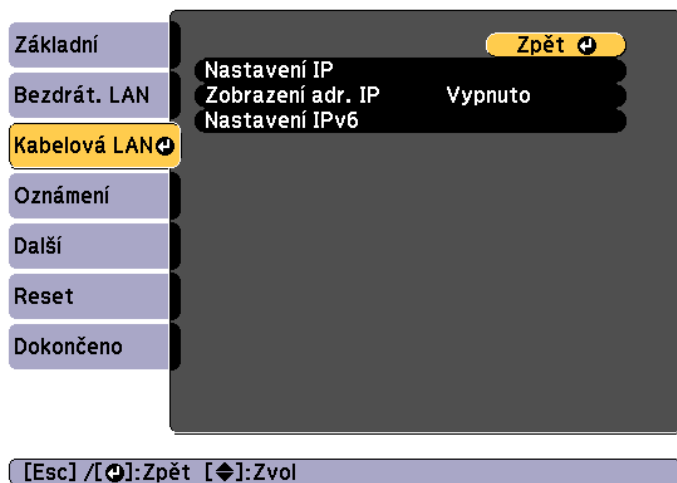 Základní
Bezdrát. LAN
Kabelová LAN
Oznámení
Další
Reset
Dokončeno
Zpět
Nastavení IP
Zobrazení adr. IP Vypnuto
Nastavení IPv6
[Esc] /[⏎]:Zpět [◆]:Zvol